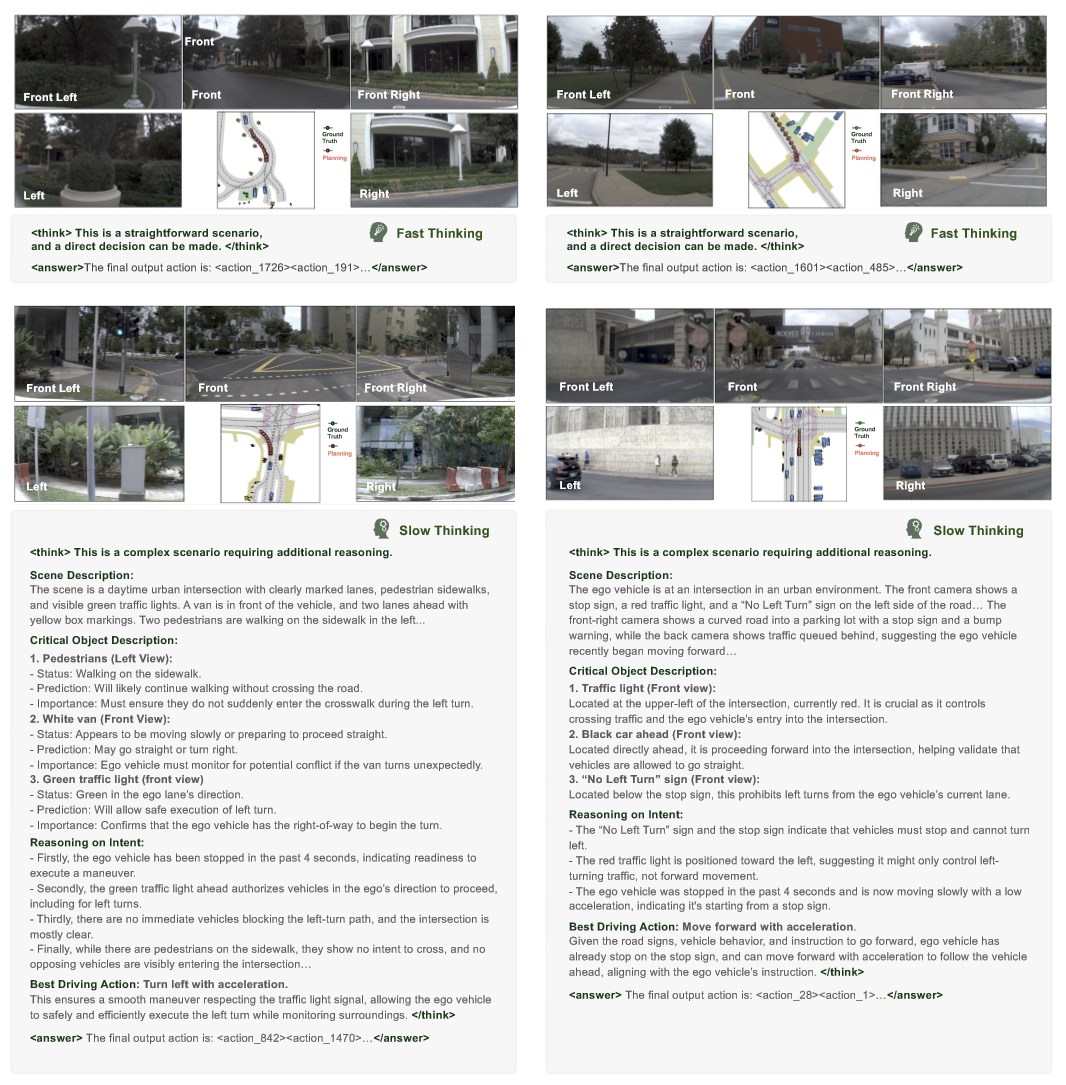 Front
Front Left
Front
Front Right
Left
Ground
Truth
Planning
Right
<think> This is a straightforward scenario,
and a direct decision can be made. </think>
Fast Thinking
<answer>The final output action is: <action_1726><action_191>…</answer>
Front Left
Front
Front Right
Left
Ground
Truth
Planning
Right
<think> This is a straightforward scenario,
and a direct decision can be made. </think>
Fast Thinking
<answer>The final output action is: <action_1601><action_485>…</answer>
Front Left
Front
Front Right
Left
Ground
Truth
Planning
Right
Slow Thinking
<think> This is a complex scenario requiring additional reasoning.
Scene Description:
The scene is a daytime urban intersection with clearly marked lanes, pedestrian sidewalks,
and visible green traffic lights. A van is in front of the vehicle, and two lanes ahead with
yellow box markings. Two pedestrians are walking on the sidewalk in the left...
Critical Object Description:
1. Pedestrians (Left View):
- Status: Walking on the sidewalk.
- Prediction: Will likely continue walking without crossing the road.
- Importance: Must ensure they do not suddenly enter the crosswalk during the left turn.
2. White van (Front View):
- Status: Appears to be moving slowly or preparing to proceed straight.
- Prediction: May go straight or turn right.
- Importance: Ego vehicle must monitor for potential conflict if the van turns unexpectedly.
3. Green traffic light (front view)
- Status: Green in the ego lane's direction.
- Prediction: Will allow safe execution of left turn.
- Importance: Confirms that the ego vehicle has the right-of-way to begin the turn.
Reasoning on Intent:
- Firstly, the ego vehicle has been stopped in the past 4 seconds, indicating readiness to
execute a maneuver.
- Secondly, the green traffic light ahead authorizes vehicles in the ego's direction to proceed,
including for left turns.
- Thirdly, there are no immediate vehicles blocking the left-turn path, and the intersection is
mostly clear.
- Finally, while there are pedestrians on the sidewalk, they show no intent to cross, and no
opposing vehicles are visibly entering the intersection…
Best Driving Action: Turn left with acceleration.
This ensures a smooth maneuver respecting the traffic light signal, allowing the ego vehicle
to safely and efficiently execute the left turn while monitoring surroundings. </think>
<answer> The final output action is: <action_842><action_1470>…</answer>
Front Left
Front
Front Right
Left
Ground
Truth
Planning
Right
Slow Thinking
<think> This is a complex scenario requiring additional reasoning.
Scene Description:
The ego vehicle is at an intersection in an urban environment. The front camera shows a
stop sign, a red traffic light, and a “No Left Turn” sign on the left side of the road… The
front-right camera shows a curved road into a parking lot with a stop sign and a bump
warning, while the back camera shows traffic queued behind, suggesting the ego vehicle
recently began moving forward…
Critical Object Description:
1. Traffic light (Front view):
Located at the upper-left of the intersection, currently red. It is crucial as it controls
crossing traffic and the ego vehicle's entry into the intersection.
2. Black car ahead (Front view):
Located directly ahead, it is proceeding forward into the intersection, helping validate that
vehicles are allowed to go straight.
3. “No Left Turn” sign (Front view):
Located below the stop sign, this prohibits left turns from the ego vehicle's current lane.
Reasoning on Intent:
- The “No Left Turn” sign and the stop sign indicate that vehicles must stop and cannot turn
left.
- The red traffic light is positioned toward the left, suggesting it might only control left-
turning traffic, not forward movement.
- The ego vehicle was stopped in the past 4 seconds and is now moving slowly with a low
acceleration, indicating it's starting from a stop sign.
Best Driving Action: Move forward with acceleration.
Given the road signs, vehicle behavior, and instruction to go forward, ego vehicle has
already stop on the stop sign, and can move forward with acceleration to follow the vehicle
ahead, aligning with the ego vehicle's instruction. </think>
<answer> The final output action is: <action_28><action_1>…</answer>